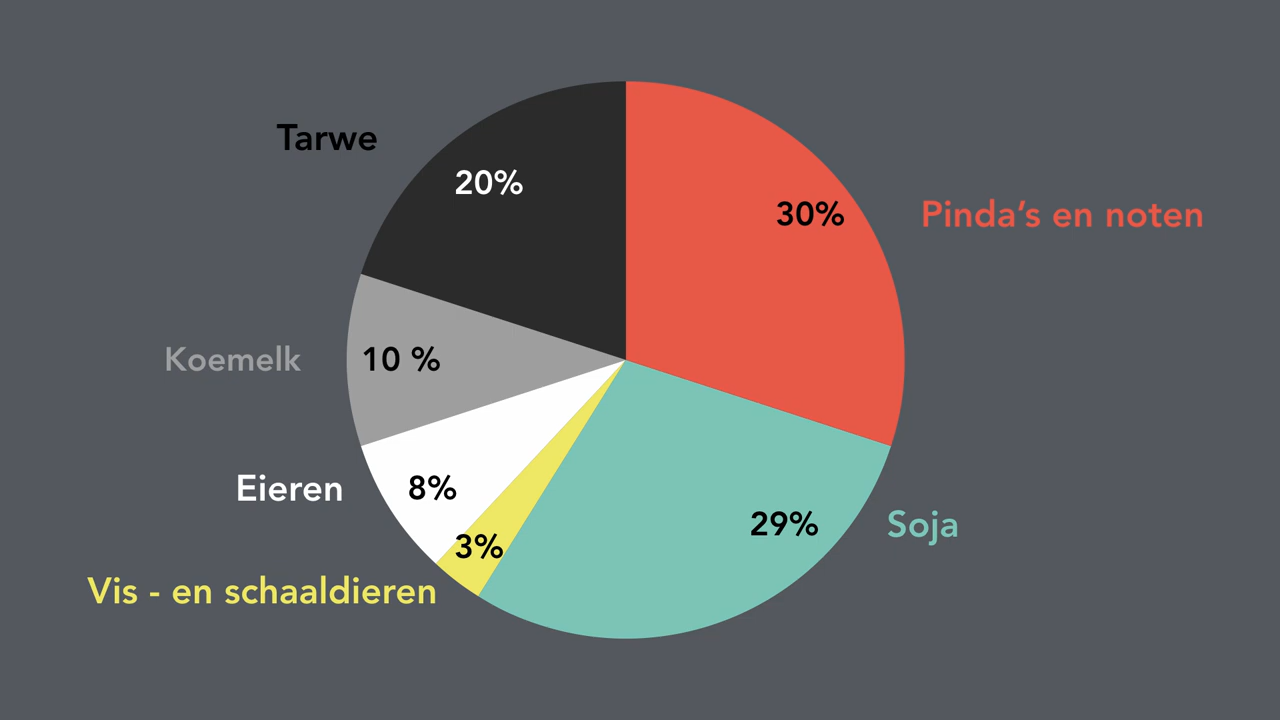 Tarwe
20%
30%
Pinda’s en noten
Koemelk
10 %
Eieren
8%
29%
Soja
3%
Vis - en schaaldieren